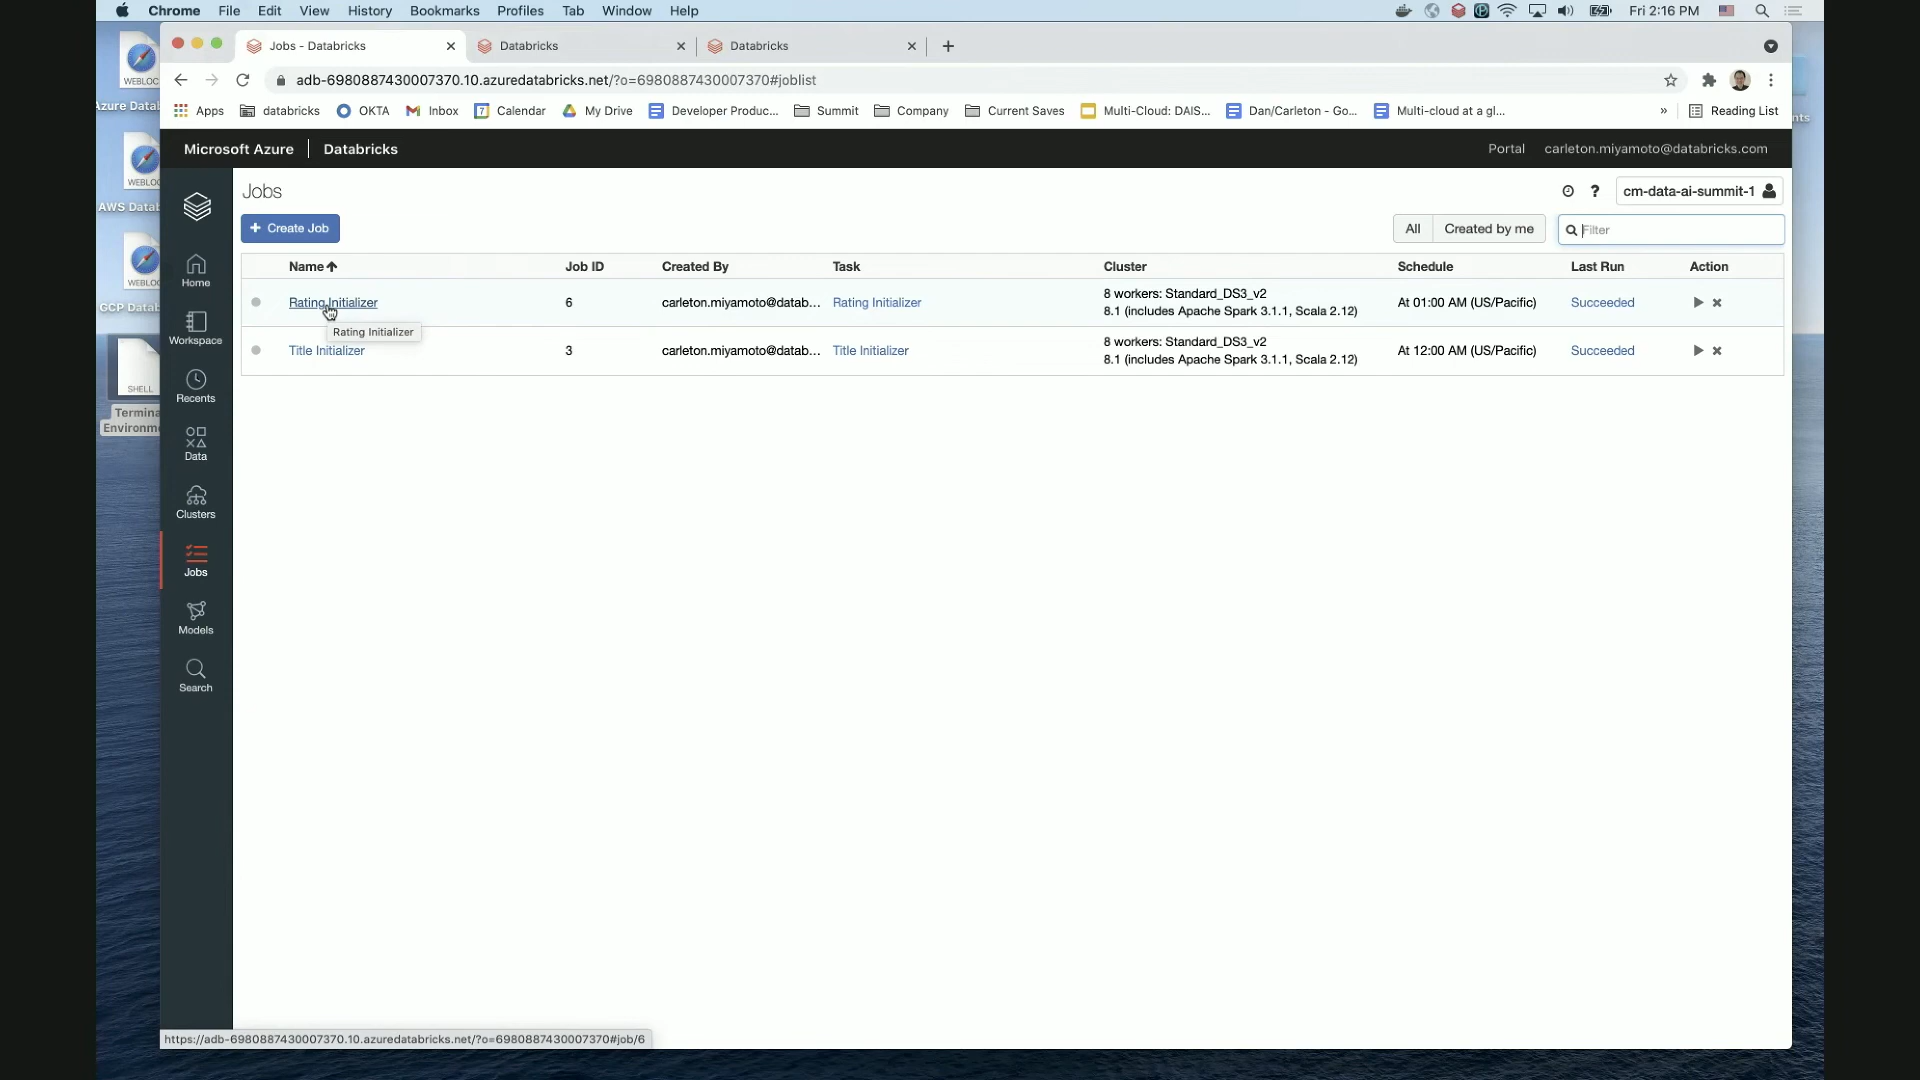 Chrome File Edit View History Bookmarks Profiles Tab Window Help
Fri 2:16 PM
Jobs - Databricks
Databricks
Databricks
adb-6980887430007370.10.azuredatabricks.net/?o=6980887430007370#joblist
Apps databricks OKTA Inbox Calendar My Drive Developer Produc... Summit Company Current Saves Multi-Cloud: DAIS... Dan/Carleton - Go... Multi-cloud at a gl... » Reading List
Microsoft Azure Databricks
Portal carleton.miyamoto@databricks.com
WEBLOC
Azure Datab
WEBLOC
AWS Datab
WEBLOC
GCP Datab
SHELL
Termina
Environm
nts
Home
Workspace
Recents
Data
Clusters
Jobs
Models
Search
Jobs
? cm-data-ai-summit-1
+ Create Job
All Created by me Filter
Name Job ID Created By Task Cluster Schedule Last Run Action
Rating Initializer 6 carleton.miyamoto@datab... Rating Initializer 8 workers: Standard_DS3_v2 At 01:00 AM (US/Pacific) Succeeded
8.1 (includes Apache Spark 3.1.1, Scala 2.12)
Rating Initializer
Title Initializer 3 carleton.miyamoto@datab... Title Initializer 8 workers: Standard_DS3_v2 At 12:00 AM (US/Pacific) Succeeded
8.1 (includes Apache Spark 3.1.1, Scala 2.12)
https://adb-6980887430007370.10.azuredatabricks.net/?o=6980887430007370#job/6